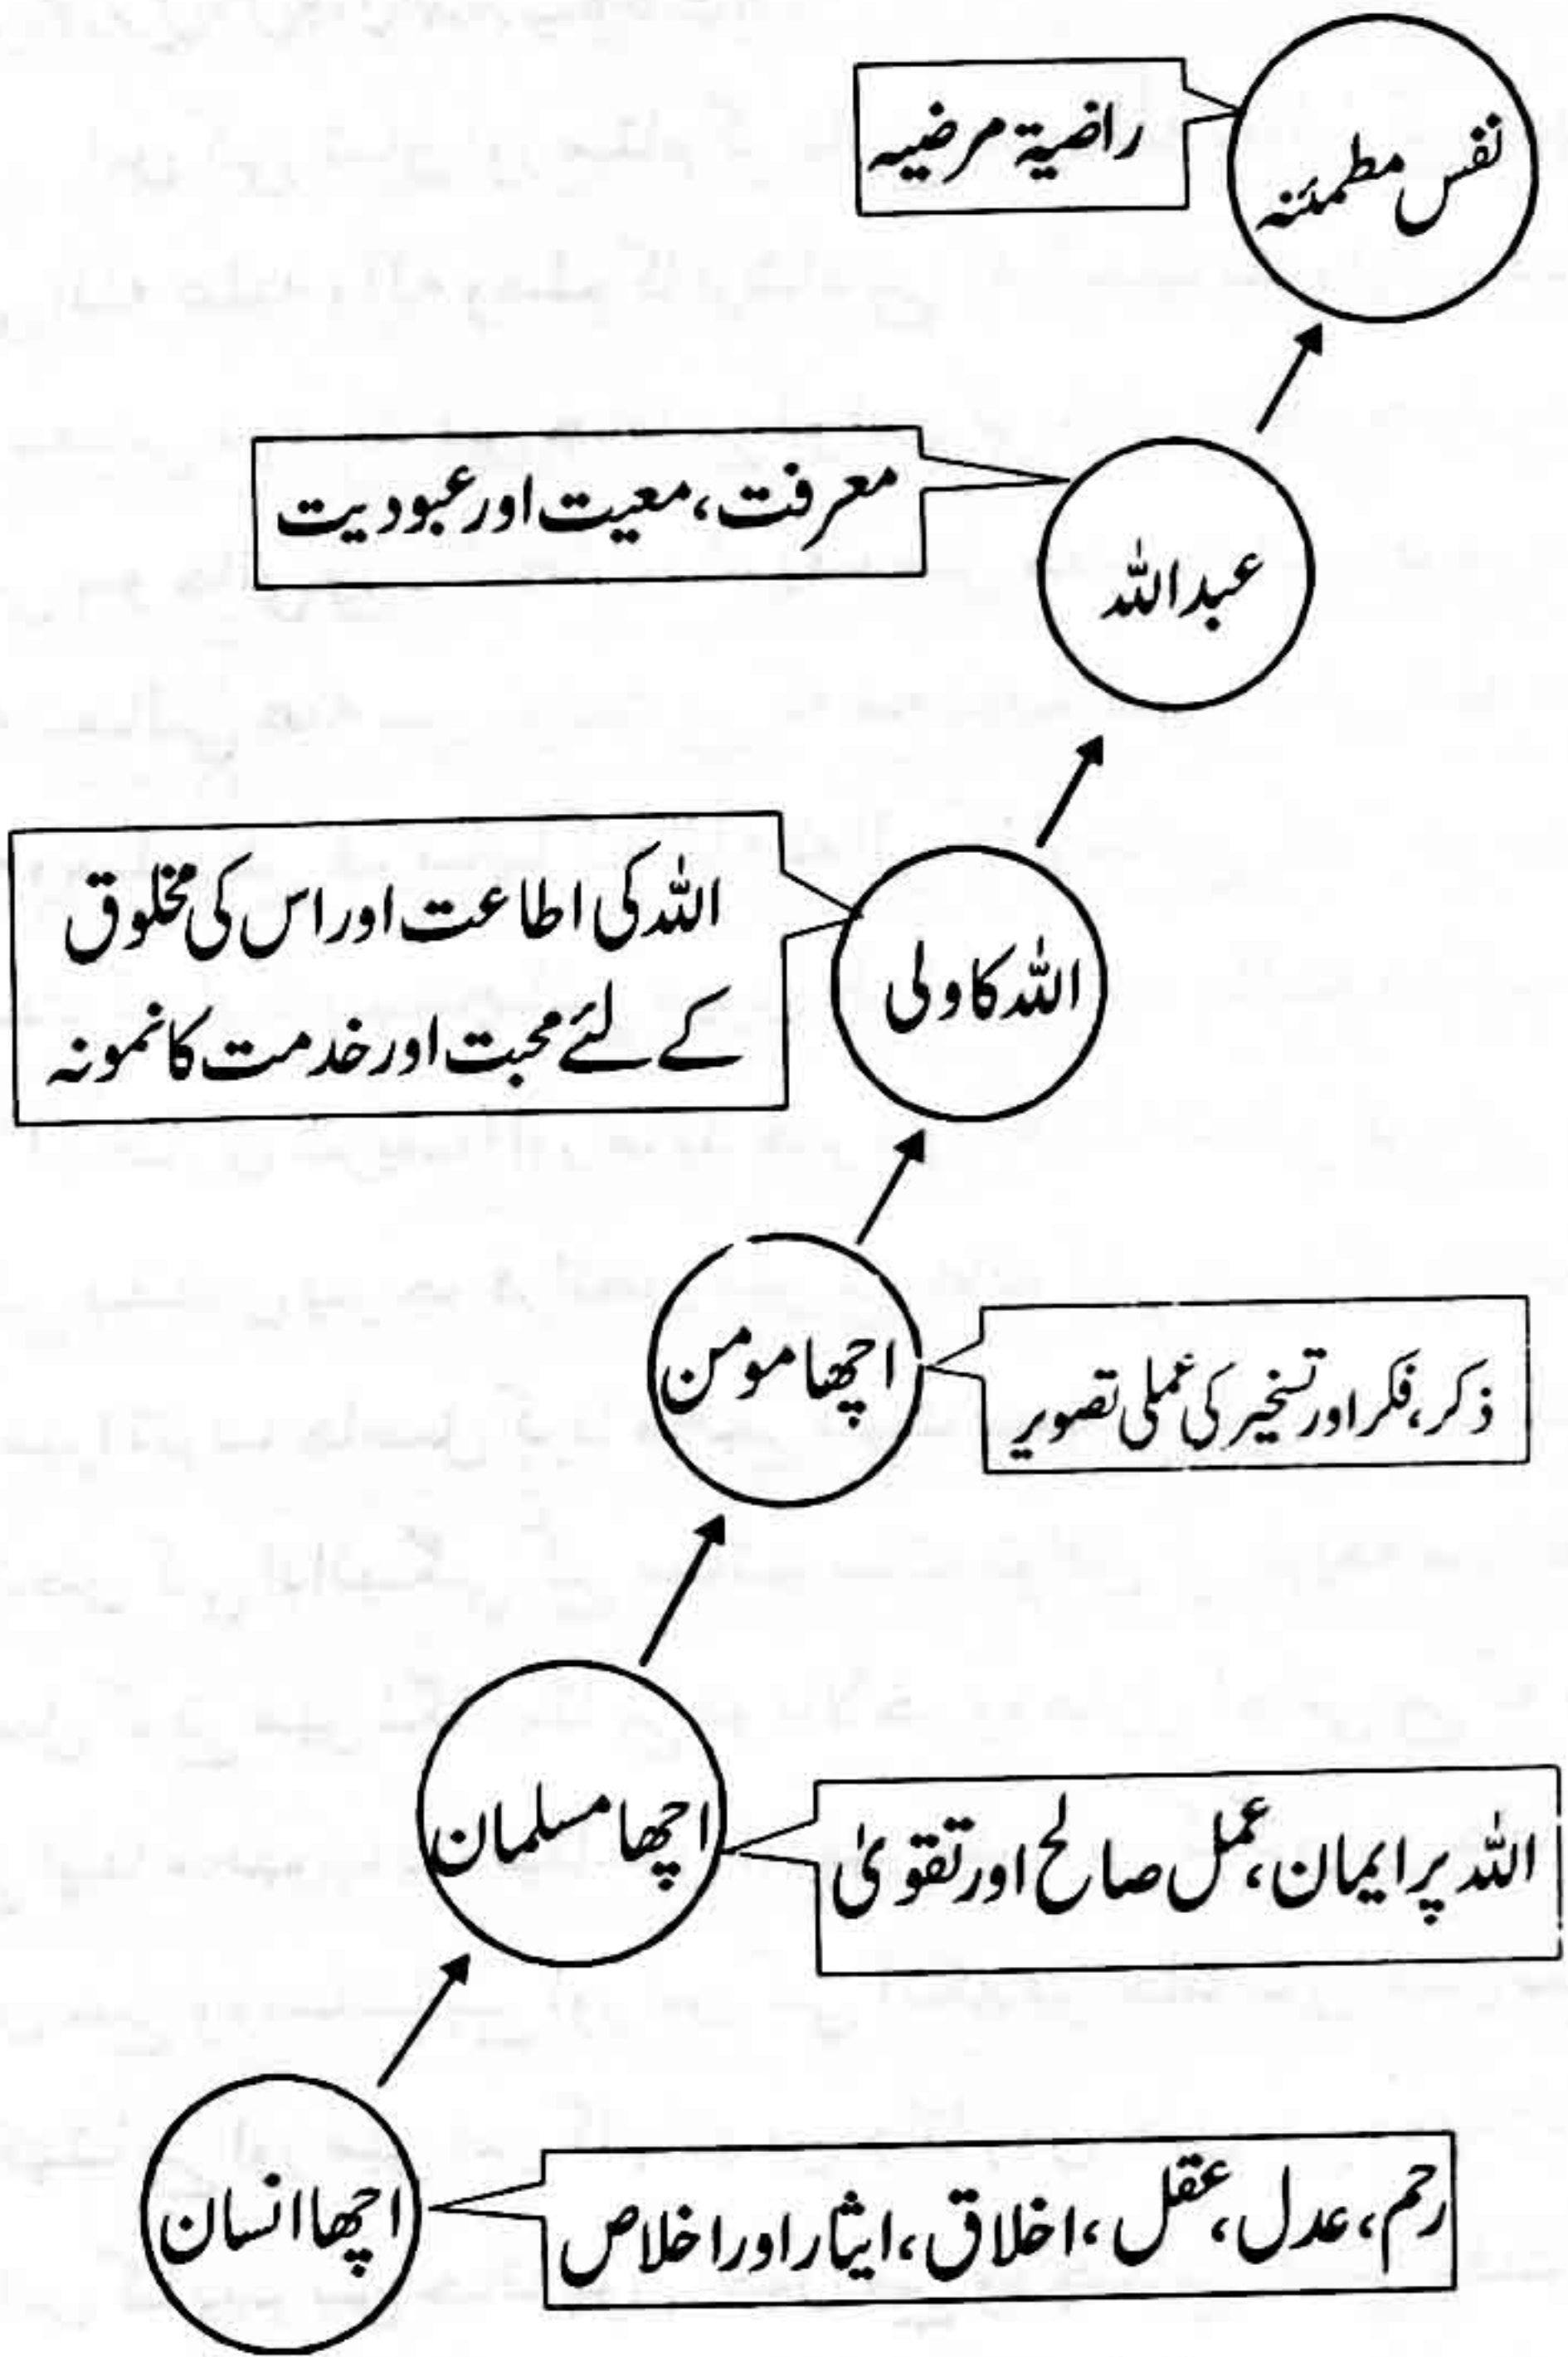 نفس مطمئنہ
راضیۃ مرضیہ
عبداللہ
معرفت، معیت اور عبودیت
اللہ کا ولی
اللہ کی اطاعت اور اس کی مخلوق
کے لئے محبت اور خدمت کا نمونہ
اچھا مومن
ذکر، فکر اور تسخیر کی عملی تصویر
اچھا مسلمان
اللہ پر ایمان، عمل صالح اور تقویٰ
اچھا انسان
رحم، عدل، عقل، اخلاق، ایثار اور اخلاص